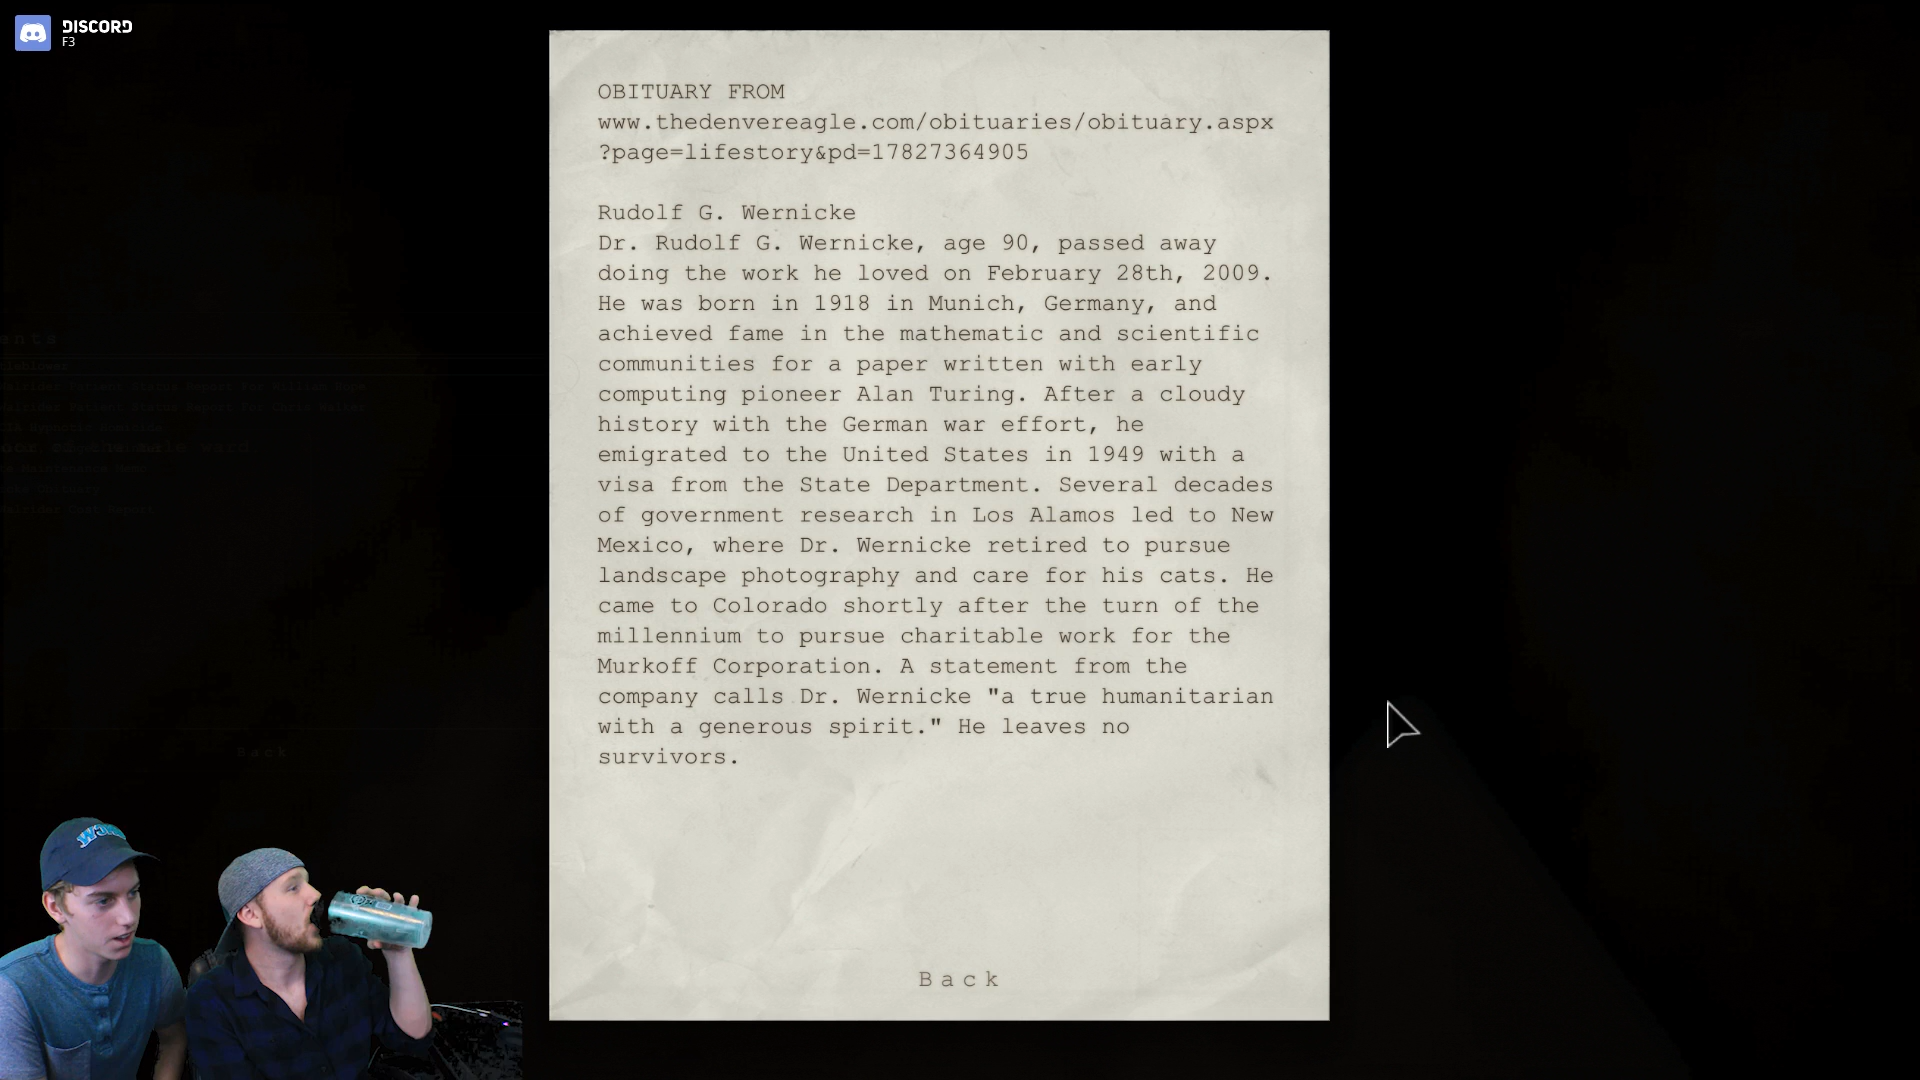 DISCORD
F3
OBITUARY FROM
www.thedenvereagle.com/obituaries/obituary.aspx
?page=lifestory&pd=17827364905
Rudolf G. Wernicke
Dr. Rudolf G. Wernicke, age 90, passed away
doing the work he loved on February 28th, 2009.
He was born in 1918 in Munich, Germany, and
achieved fame in the mathematic and scientific
communities for a paper written with early
computing pioneer Alan Turing. After a cloudy
history with the German war effort, he
emigrated to the United States in 1949 with a
visa from the State Department. Several decades
of government research in Los Alamos led to New
Mexico, where Dr. Wernicke retired to pursue
landscape photography and care for his cats. He
came to Colorado shortly after the turn of the
millennium to pursue charitable work for the
Murkoff Corporation. A statement from the
company calls Dr. Wernicke "a true humanitarian
with a generous spirit." He leaves no
survivors.
Back
Back